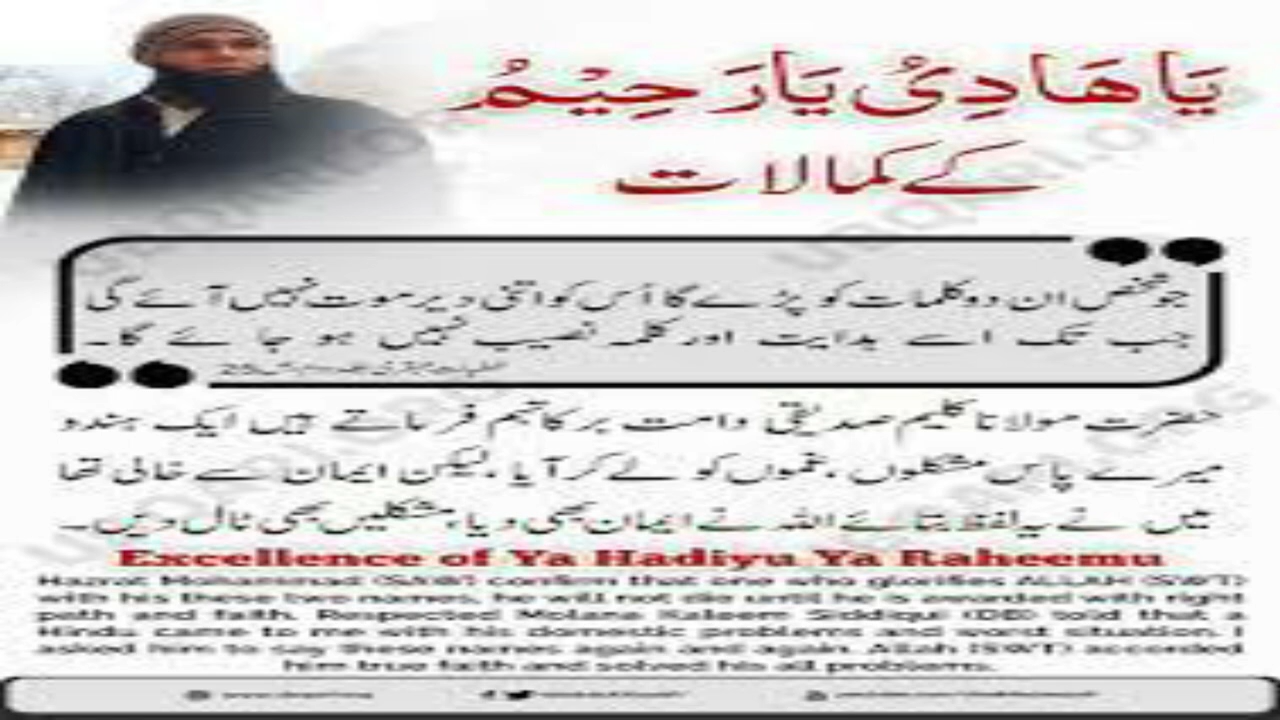 یَا هَادِیُ یَارَحِیْمُ
کے کمالات
جو شخص ان دو کلمات کو پڑے گا اُس کو اتنی دیر موت نہیں آئے گی
جب تک اسے ہدایت اور کلمہ نصیب نہیں ہو جائے گا۔
حضرت مولانا کلیم صدیقی دامت برکاتہم فرماتے ہیں ایک ہندو
میرے پاس مشکلوں، غموں کو لے کر آیا، لیکن ایمان سے خالی تھا
میں نے یہ لفظ بتائے اللہ نے ایمان بھی دیا، مشکلیں بھی ٹال دیں۔
Excellence of Ya Hadiyu Ya Raheemu
Hazrat Mohammad (SAW) confirm that one who glorifies ALLAH (SWT)
with his these two names, he will not die until he is awarded with right
path and faith. Respected Molana Kaleem Siddiqui (DB) told that a
Hindu came to me with his domestic problems and worst situation. I
asked him to say these names again and again. Allah (SWT) accorded
him true faith and solved his all problems.